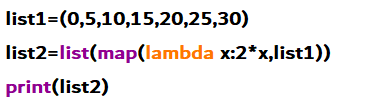 list1=(0,5,10,15,20,25,30)
list2=list(map(lambda x:2*x,list1))
print(list2)